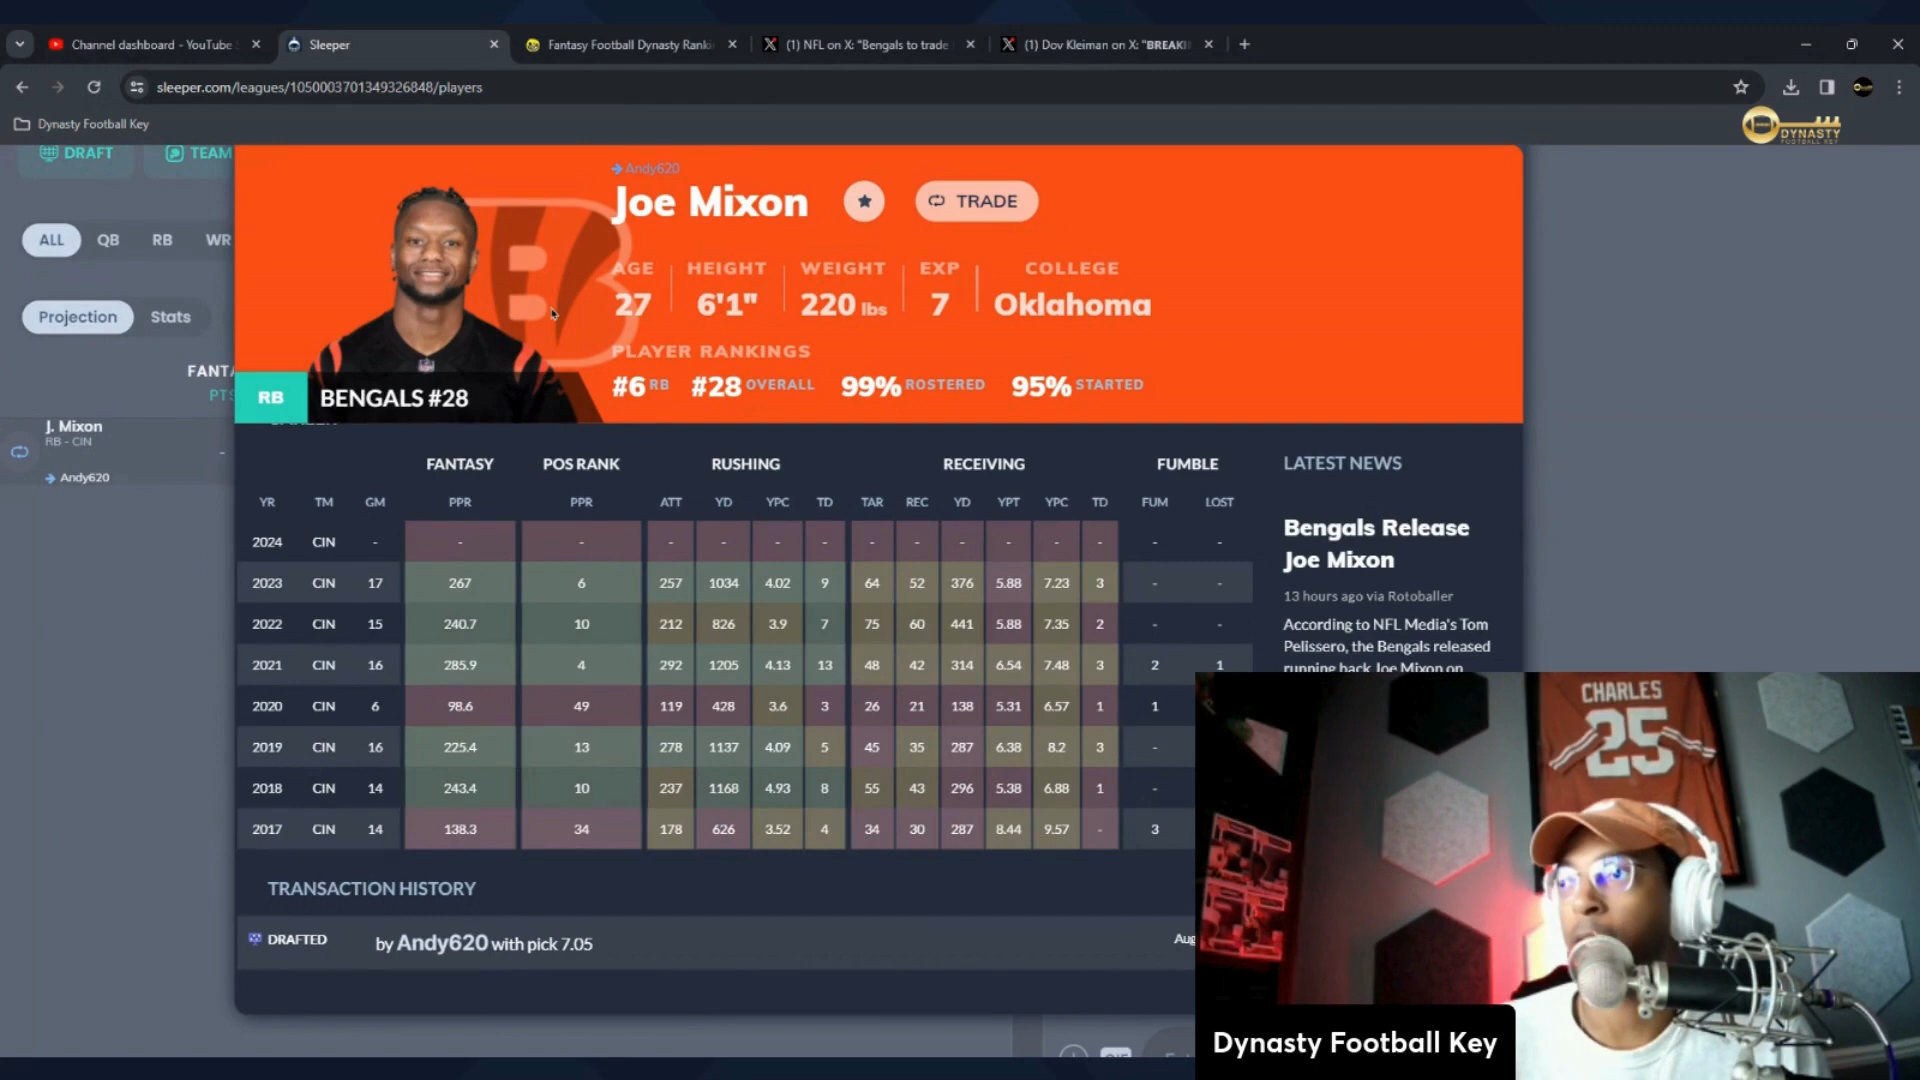 Channel dashboard - YouTube
Sleeper
Fantasy Football Dynasty Ranki
(1) NFL on X: "Bengals to trade
(1) Dov Kleiman on X: "BREAKI
sleeper.com/leagues/1050003701349326848/players
Dynasty Football Key
DYNASTY
FOOTBALL KEY
DRAFT
TEAM
ALL
QB
RB
WR
Projection
Stats
FANTA
PTS
J. Mixon
RB - CIN
-
Andy620
Andy620
Joe Mixon
TRADE
AGE HEIGHT WEIGHT EXP COLLEGE
27 6'1" 220 lbs 7 Oklahoma
PLAYER RANKINGS
#6 RB #28 OVERALL 99% ROSTERED 95% STARTED
RB BENGALS #28
FANTASY POS RANK RUSHING RECEIVING FUMBLE
YR TM GM PPR PPR ATT YD YPC TD TAR REC YD YPT YPC TD FUM LOST
2024 CIN - - - - - - - - - - - - - - -
2023 CIN 17 267 6 257 1034 4.02 9 64 52 376 5.88 7.23 3 - -
2022 CIN 15 240.7 10 212 826 3.9 7 75 60 441 5.88 7.35 2 - -
2021 CIN 16 285.9 4 292 1205 4.13 13 48 42 314 6.54 7.48 3 2 1
2020 CIN 6 98.6 49 119 428 3.6 3 26 21 138 5.31 6.57 1 1
2019 CIN 16 225.4 13 278 1137 4.09 5 45 35 287 6.38 8.2 3 -
2018 CIN 14 243.4 10 237 1168 4.93 8 55 43 296 5.38 6.88 1 -
2017 CIN 14 138.3 34 178 626 3.52 4 34 30 287 8.44 9.57 - 3
TRANSACTION HISTORY
DRAFTED by Andy620 with pick 7.05 Aug
LATEST NEWS
Bengals Release
Joe Mixon
13 hours ago via Rotoballer
According to NFL Media's Tom
Pelissero, the Bengals released
running back Joe Mixon on
CHARLES
25
Dynasty Football Key